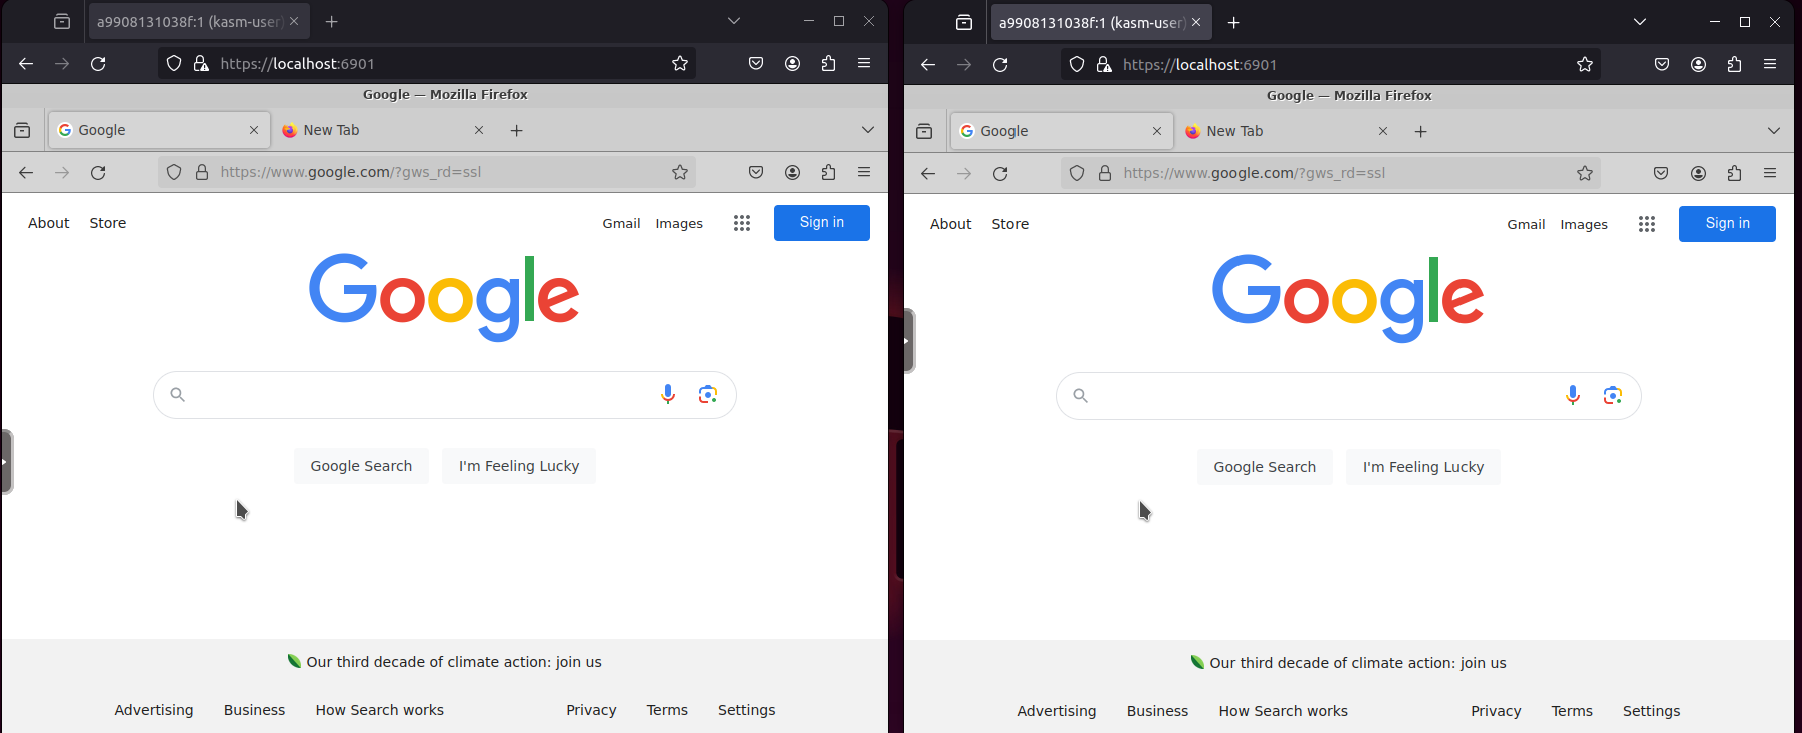 a9908131038f:1 (kasm-user)
https://localhost:6901
Google — Mozilla Firefox
Google
New Tab
https://www.google.com/?gws_rd=ssl
About Store Gmail Images Sign in
Google
Google Search I'm Feeling Lucky
Our third decade of climate action: join us
Advertising Business How Search works Privacy Terms Settings
a9908131038f:1 (kasm-user)
https://localhost:6901
Google — Mozilla Firefox
Google
New Tab
https://www.google.com/?gws_rd=ssl
About Store Gmail Images Sign in
Google
Google Search I'm Feeling Lucky
Our third decade of climate action: join us
Advertising Business How Search works Privacy Terms Settings